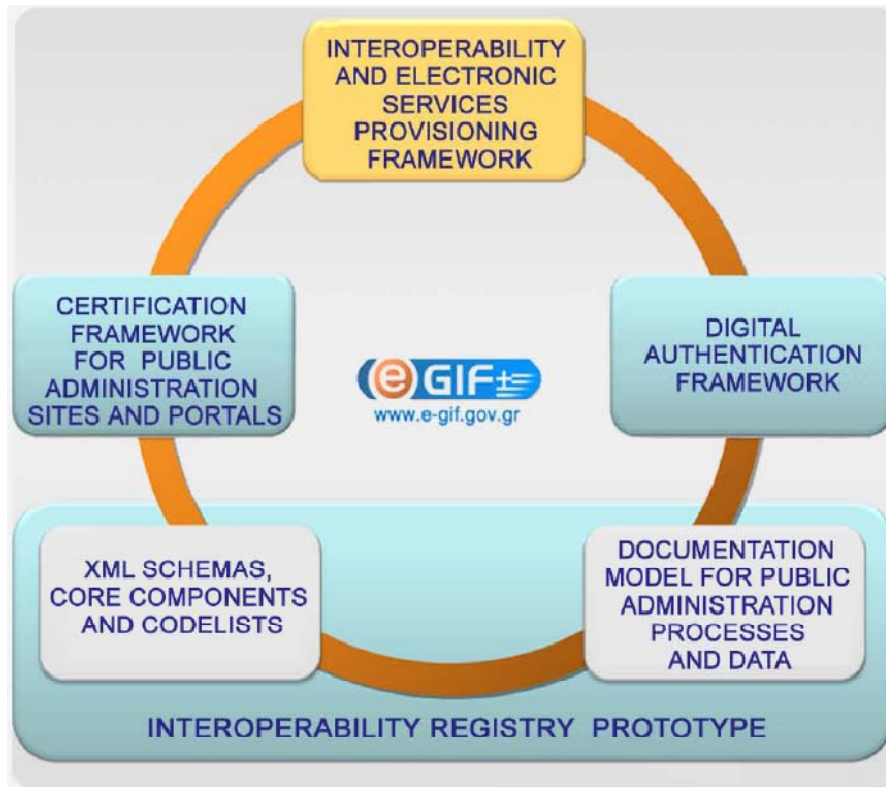 INTEROPERABILITY
AND ELECTRONIC
SERVICES
PROVISIONING
FRAMEWORK
CERTIFICATION
FRAMEWORK
FOR PUBLIC
ADMINISTRATION
SITES AND PORTALS
DIGITAL
AUTHENTICATION
FRAMEWORK
e GIF
www.e-gif.gov.gr
XML SCHEMAS,
CORE COMPONENTS
AND CODELISTS
DOCUMENTATION
MODEL FOR PUBLIC
ADMINISTRATION
PROCESSES
AND DATA
INTEROPERABILITY REGISTRY PROTOTYPE